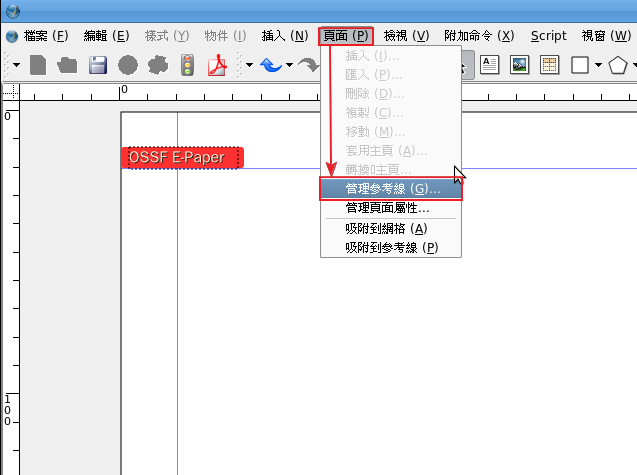 檔案 (F) 編輯 (E) 樣式 (Y) 物件 (I) 插入 (N) 頁面 (P) 檢視 (V) 附加命令 (X) Script 視窗 (W)
插入 (I)...
匯入 (P)...
刪除 (D)...
複製 (C)...
移動 (M)...
套用主頁 (A)...
轉換主頁...
管理参考線 (G)...
管理頁面屬性...
吸附到網格 (A)
吸附到参考線 (P)
0
0
OSSF E-Paper
100